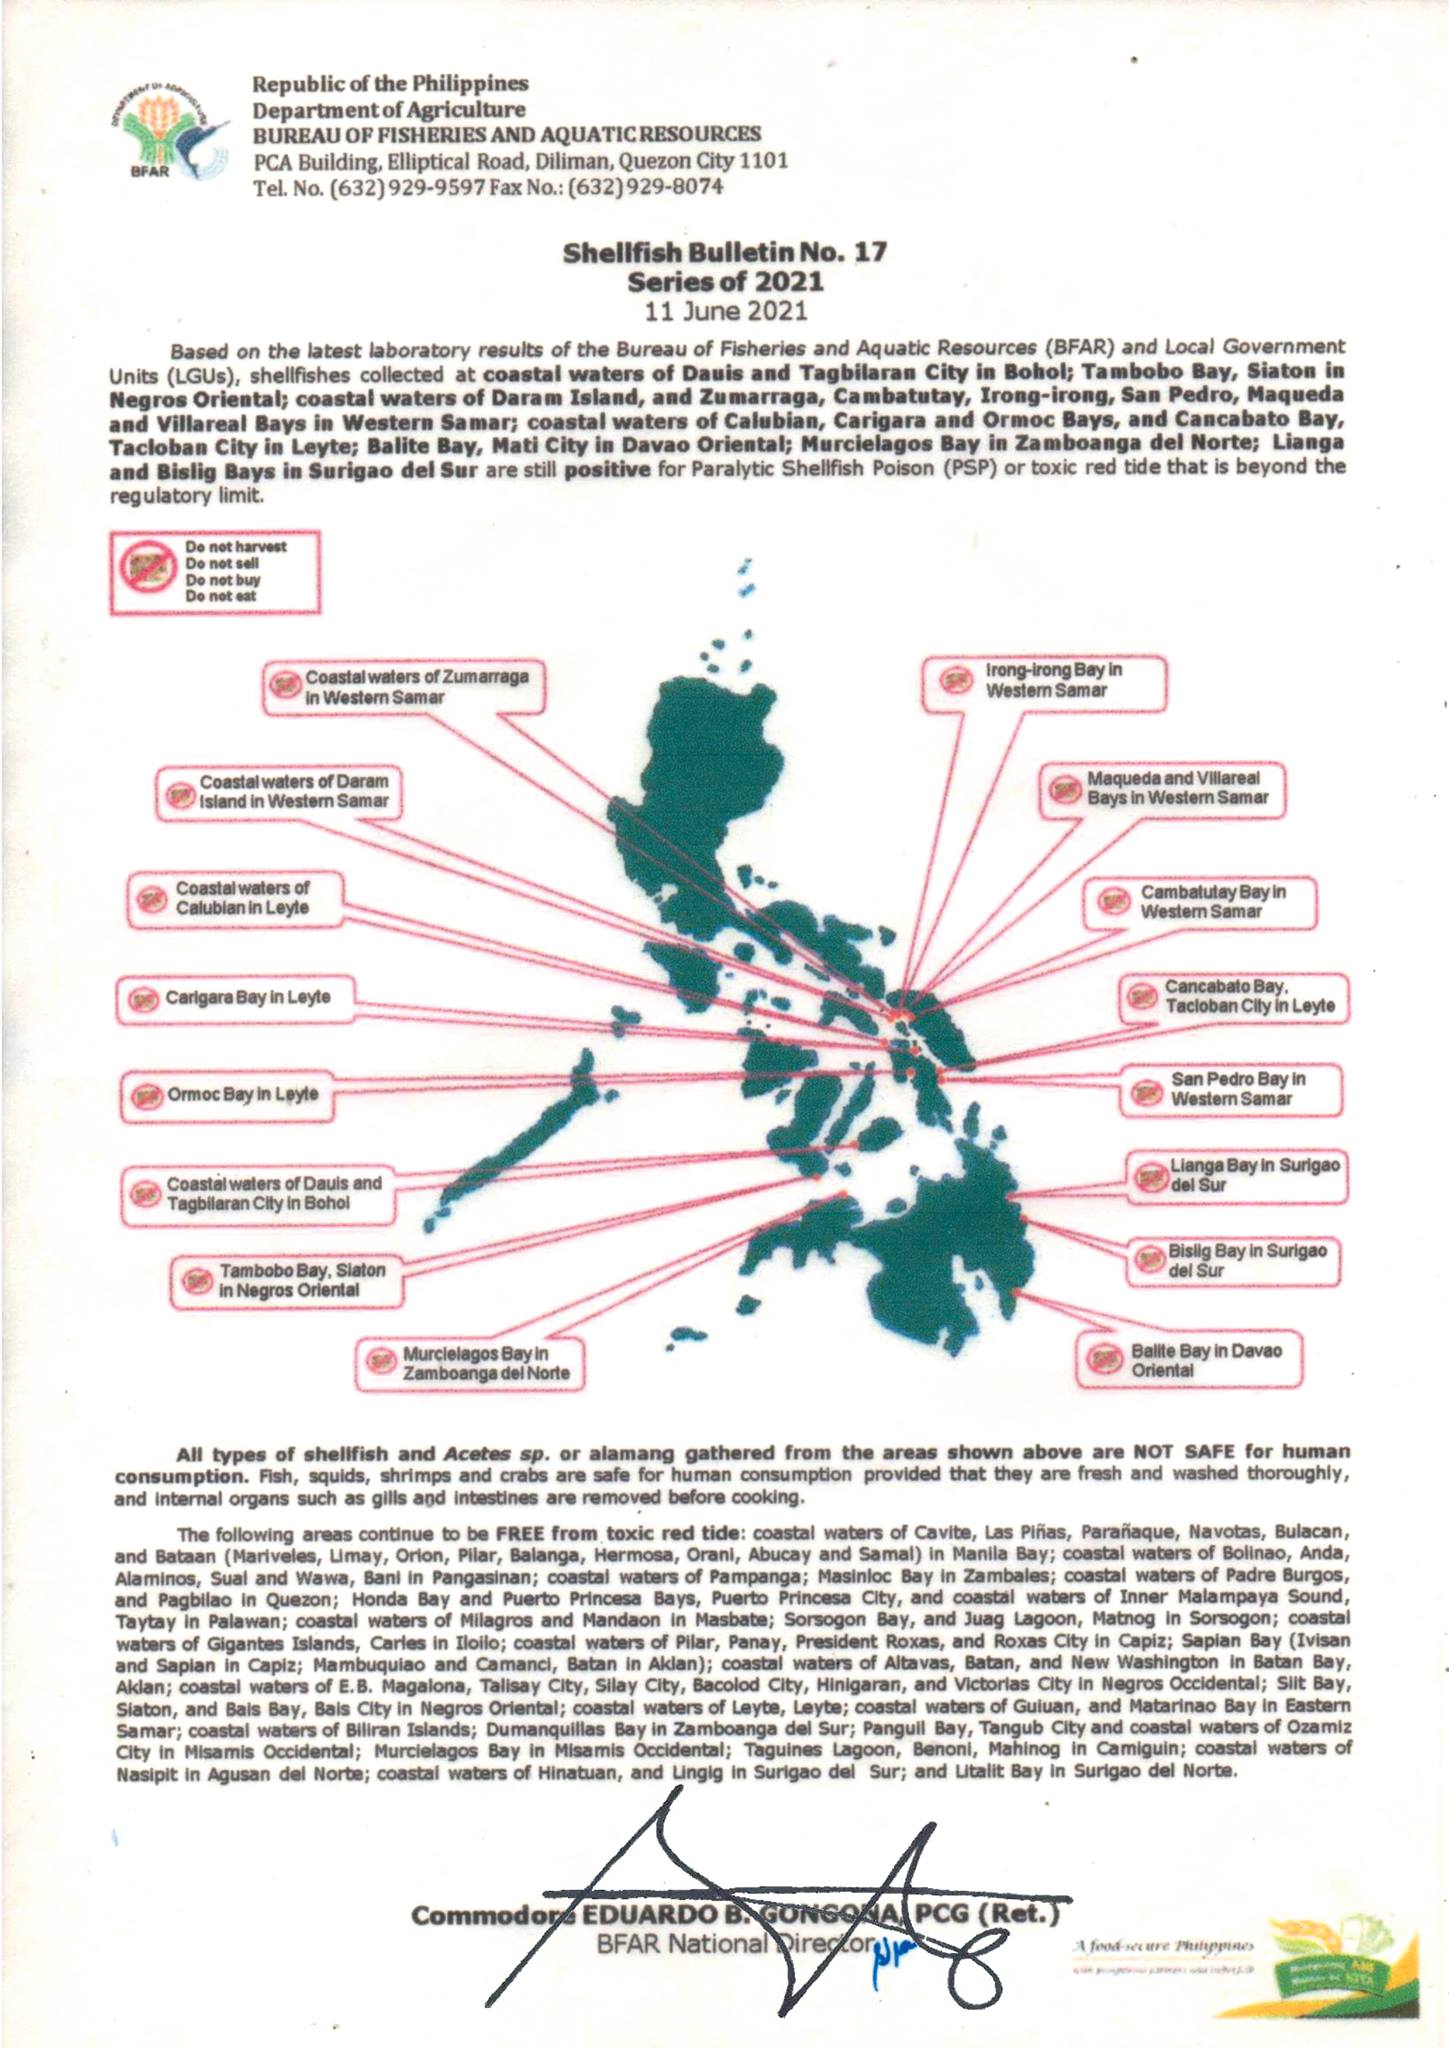 DEPARTMENT OF AGRICULTURE
BFAR
Republic of the Philippines
Department of Agriculture
BUREAU OF FISHERIES AND AQUATIC RESOURCES
PCA Building, Elliptical Road, Diliman, Quezon City 1101
Tel. No. (632) 929-9597 Fax No.: (632) 929-8074
Shellfish Bulletin No. 17
Series of 2021
11 June 2021
Based on the latest laboratory results of the Bureau of Fisheries and Aquatic Resources (BFAR) and Local Government
Units (LGUs), shellfishes collected at coastal waters of Dauis and Tagbilaran City in Bohol; Tambobo Bay, Siaton in
Negros Oriental; coastal waters of Daram Island, and Zumarraga, Cambatutay, Irong-irong, San Pedro, Maqueda
and Villareal Bays in Western Samar; coastal waters of Calubian, Carigara and Ormoc Bays, and Cancabato Bay,
Tacloban City in Leyte; Balite Bay, Mati City in Davao Oriental; Murcielagos Bay in Zamboanga del Norte; Lianga
and Bislig Bays in Surigao del Sur are still positive for Paralytic Shellfish Poison (PSP) or toxic red tide that is beyond the
regulatory limit.
Do not harvest
Do not sell
Do not buy
Do not eat
Coastal waters of Zumarraga
in Western Samar
Irong-irong Bay in
Western Samar
Coastal waters of Daram
Island in Western Samar
Maqueda and Villareal
Bays in Western Samar
Coastal waters of
Calubian in Leyte
Cambatutay Bay in
Western Samar
Carigara Bay in Leyte
Cancabato Bay,
Tacloban City in Leyte
Ormoc Bay in Leyte
San Pedro Bay in
Western Samar
Coastal waters of Dauis and
Tagbilaran City in Bohol
Lianga Bay in Surigao
del Sur
Tambobo Bay, Siaton
in Negros Oriental
Bislig Bay in Surigao
del Sur
Murcielagos Bay in
Zamboanga del Norte
Balite Bay in Davao
Oriental
All types of shellfish and Acetes sp. or alamang gathered from the areas shown above are NOT SAFE for human
consumption. Fish, squids, shrimps and crabs are safe for human consumption provided that they are fresh and washed thoroughly,
and internal organs such as gills and intestines are removed before cooking.
The following areas continue to be FREE from toxic red tide: coastal waters of Cavite, Las Piñas, Parañaque, Navotas, Bulacan,
and Bataan (Mariveles, Limay, Orion, Pilar, Balanga, Hermosa, Orani, Abucay and Samal) in Manila Bay; coastal waters of Bolinao, Anda,
Alaminos, Sual and Wawa, Bani in Pangasinan; coastal waters of Pampanga; Masinloc Bay in Zambales; coastal waters of Padre Burgos,
and Pagbilao in Quezon; Honda Bay and Puerto Princesa Bays, Puerto Princesa City, and coastal waters of Inner Malampaya Sound,
Taytay in Palawan; coastal waters of Milagros and Mandaon in Masbate; Sorsogon Bay, and Juag Lagoon, Matnog in Sorsogon; coastal
waters of Gigantes Islands, Carles in Iloilo; coastal waters of Pilar, Panay, President Roxas, and Roxas City in Capiz; Sapian Bay (Ivisan
and Sapian in Capiz; Mambuquiao and Camanci, Batan in Aklan); coastal waters of Altavas, Batan, and New Washington in Batan Bay,
Aklan; coastal waters of E.B. Magalona, Talisay City, Silay City, Bacolod City, Hinigaran, and Victorias City in Negros Occidental; Siit Bay,
Siaton, and Bais Bay, Bais City in Negros Oriental; coastal waters of Leyte, Leyte; coastal waters of Guiuan, and Matarinao Bay in Eastern
Samar; coastal waters of Biliran Islands; Dumanquillas Bay in Zamboanga del Sur; Panguil Bay, Tangub City and coastal waters of Ozamiz
City in Misamis Occidental; Murcielagos Bay in Misamis Occidental; Taguines Lagoon, Benoni, Mahinog in Camiguin; coastal waters of
Nasipit in Agusan del Norte; coastal waters of Hinatuan, and Lingig in Surigao del Sur; and Litalit Bay in Surigao del Norte.
Commodore EDUARDO B. GONGONA, PCG (Ret.)
BFAR National Director
A food-secure Philippines